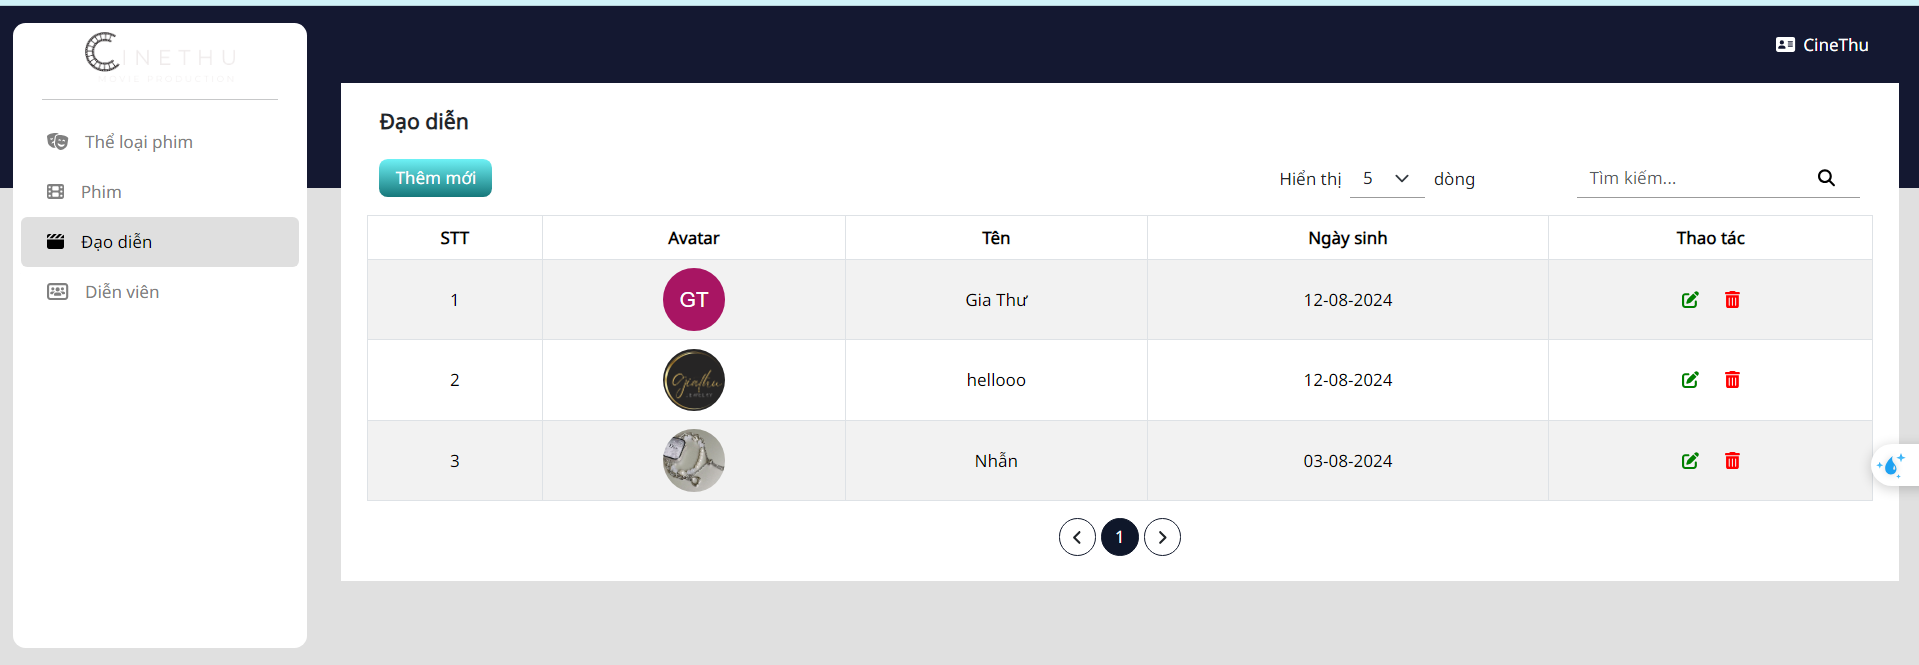 CINETHU
MOVIE PRODUCTION
CineThu
Thể loại phim
Phim
Đạo diễn
Diễn viên
Đạo diễn
Thêm mới
Hiển thị 5 dòng
Tìm kiếm...
STT Avatar Tên Ngày sinh Thao tác
1 GT Gia Thư 12-08-2024
2 Giathu hellooo 12-08-2024
JEWELRY
3 Nhẫn 03-08-2024
1